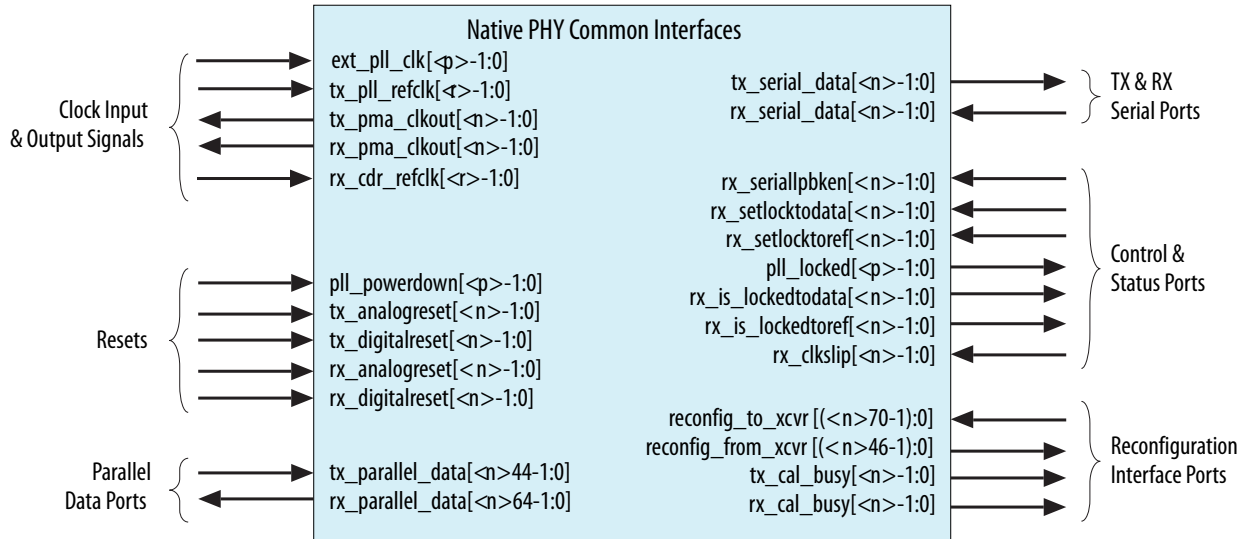 Native PHY Common Interfaces
Clock Input
& Output Signals
ext_pll_clk[<p>-1:0]
tx_pll_refclk[<r>-1:0]
tx_pma_clkout[<n>-1:0]
rx_pma_clkout[<n>-1:0]
rx_cdr_refclk[<r>-1:0]
Resets
pll_powerdown[<p>-1:0]
tx_analogreset[<n>-1:0]
tx_digitalreset[<n>-1:0]
rx_analogreset[<n>-1:0]
rx_digitalreset[<n>-1:0]
Parallel
Data Ports
tx_parallel_data[<n>44-1:0]
rx_parallel_data[<n>64-1:0]
tx_serial_data[<n>-1:0]
rx_serial_data[<n>-1:0]
TX & RX
Serial Ports
rx_seriallpbken[<n>-1:0]
rx_setlocktodata[<n>-1:0]
rx_setlocktoref[<n>-1:0]
pll_locked[<p>-1:0]
rx_is_lockedtodata[<n>-1:0]
rx_is_lockedtoref[<n>-1:0]
rx_clkslip[<n>-1:0]
Control &
Status Ports
reconfig_to_xcvr [(<n>70-1):0]
reconfig_from_xcvr [(<n>46-1):0]
tx_cal_busy[<n>-1:0]
rx_cal_busy[<n>-1:0]
Reconfiguration
Interface Ports